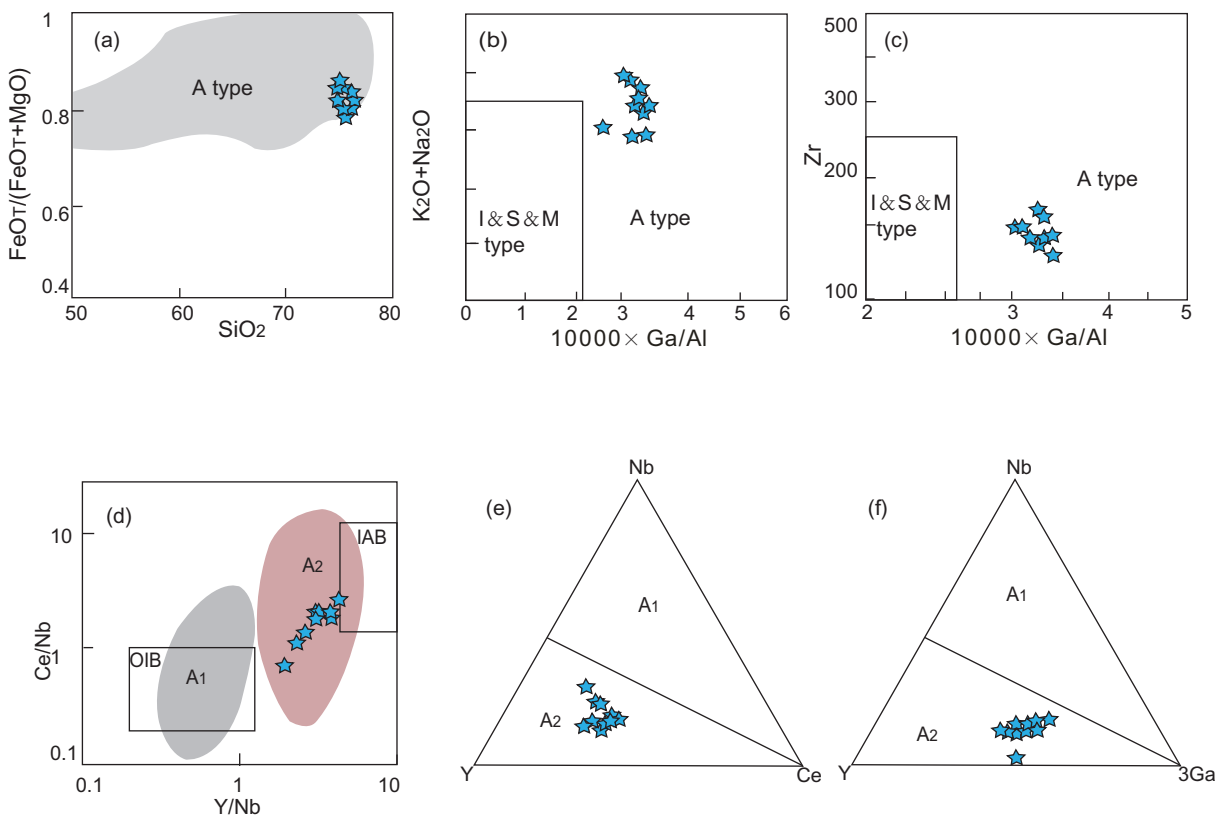 (a)
1
0.8
0.6
0.4
FeOT/(FeOT+MgO)
A type
50
60
70
80
SiO2
(b)
K2O+Na2O
I&S&M
type
A type
0
1
2
3
4
5
6
10000× Ga/Al
(c)
500
300
200
100
Zr
I&S&M
type
A type
2
3
4
5
10000× Ga/Al
(d)
10
1
0.1
Ce/Nb
IAB
A2
OIB
A1
0.1
1
10
Y/Nb
(e)
Nb
A1
A2
Y
Ce
(f)
Nb
A1
A2
Y
3Ga